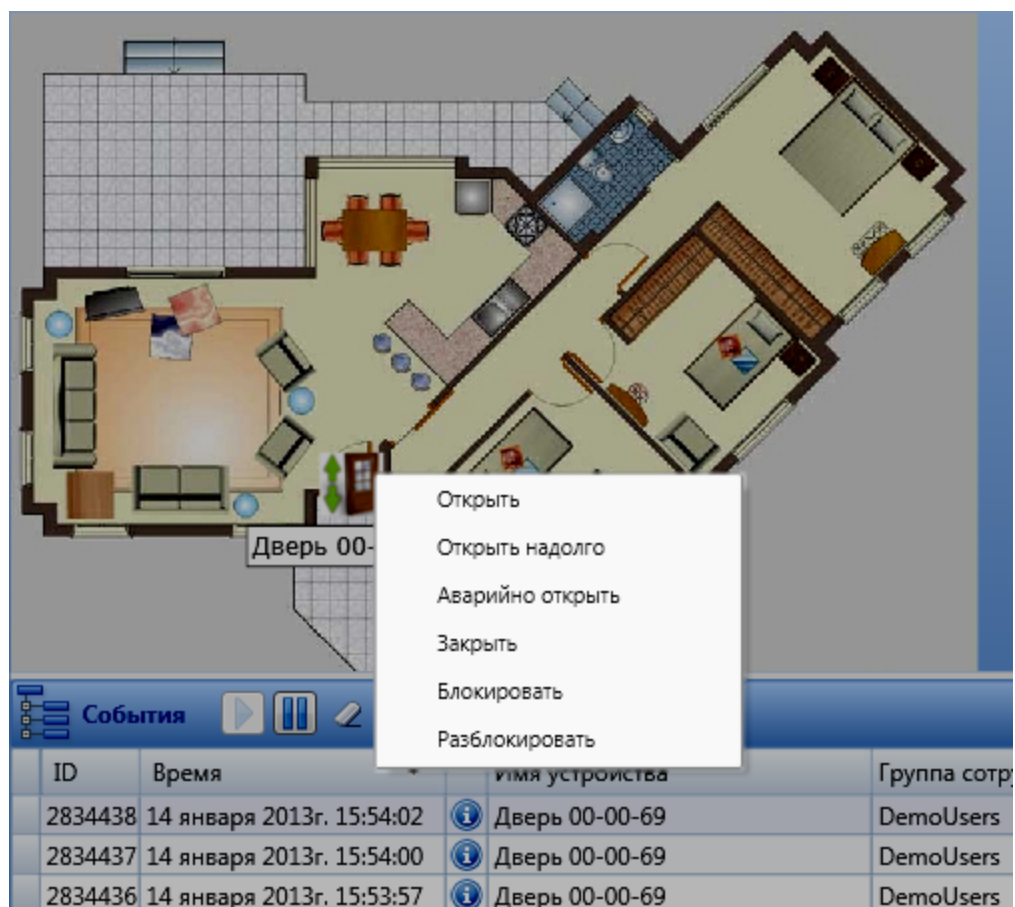 Дверь 00-
Открыть
Открыть надолго
Аварийно открыть
Закрыть
Блокировать
Разблокировать
События
ID Время Имя устройства Группа сотру
2834438 14 января 2013г. 15:54:02 Дверь 00-00-69 DemoUsers
2834437 14 января 2013г. 15:54:00 Дверь 00-00-69 DemoUsers
2834436 14 января 2013г. 15:53:57 Дверь 00-00-69 DemoUsers